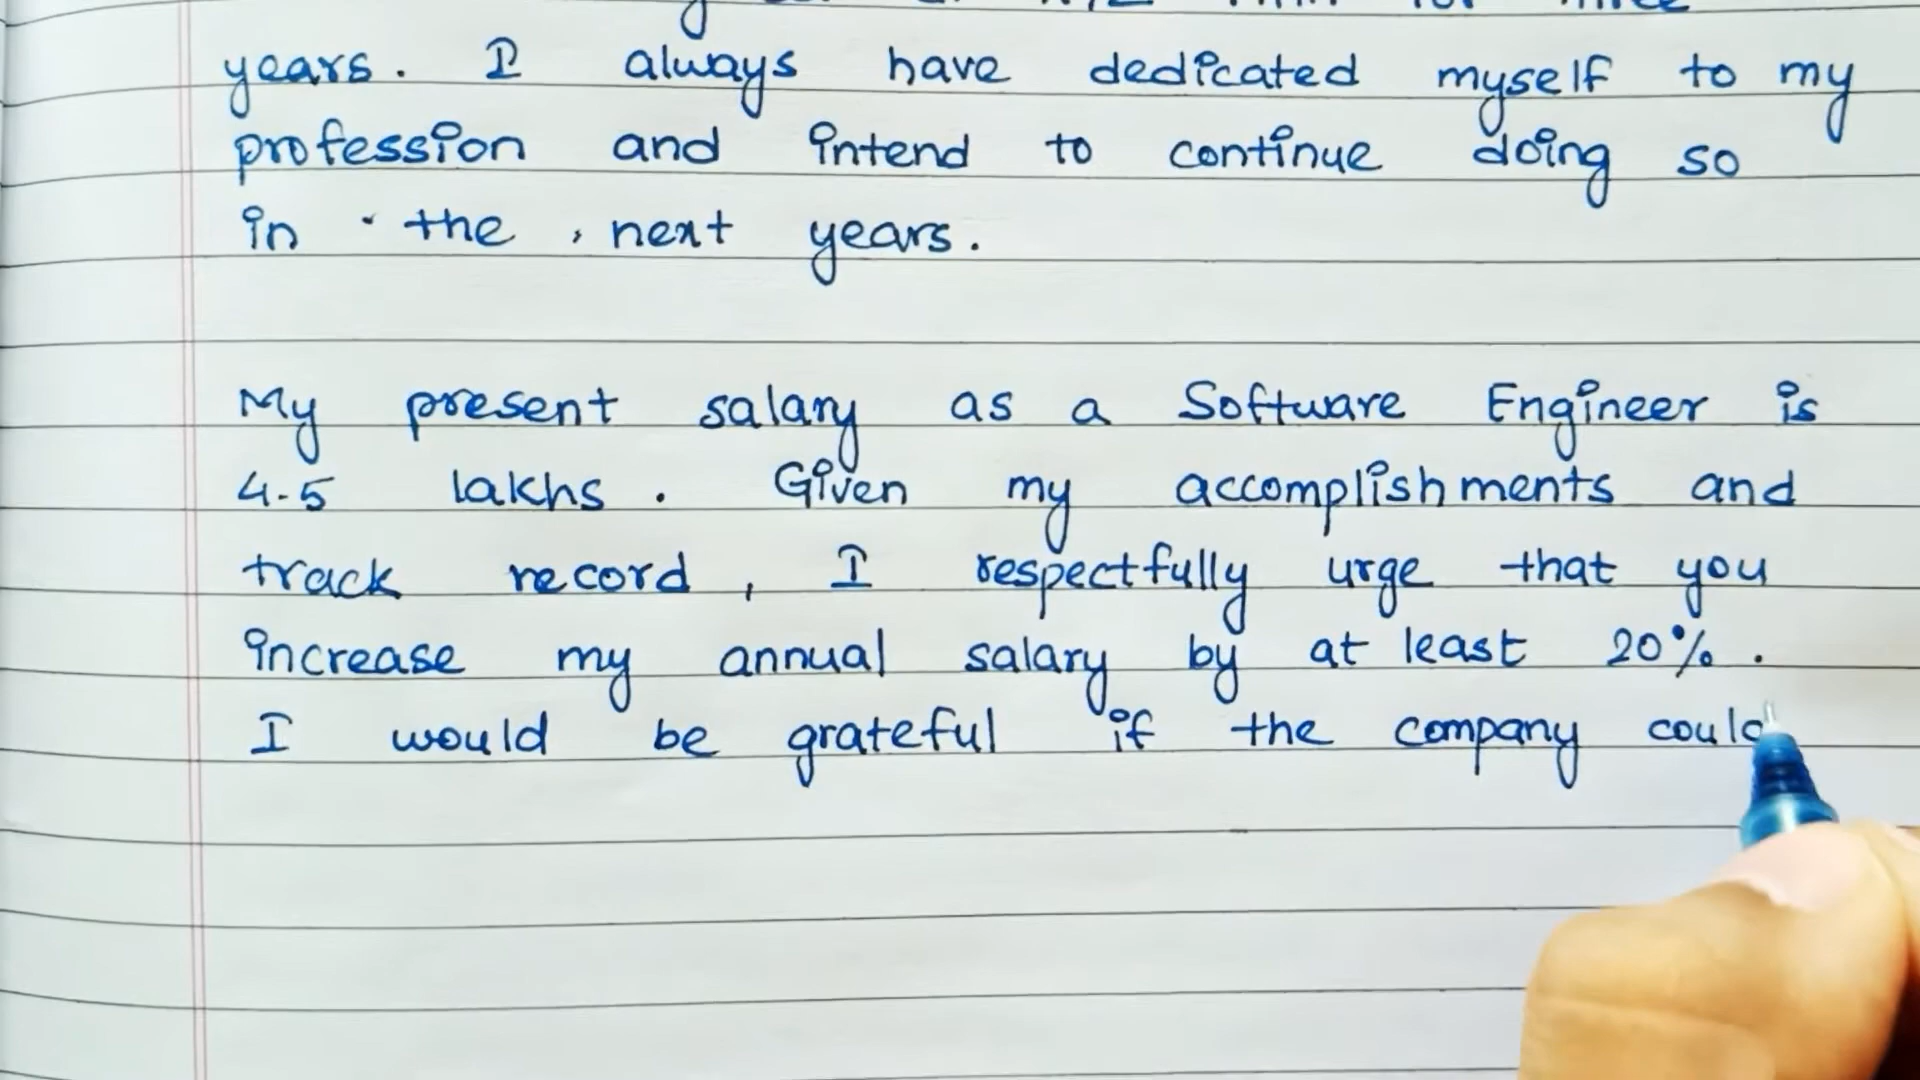 years. I always have dedicated myself to my
profession and intend to continue doing so
in the, next years.
My present salary as a Software Engineer is
4.5 lakhs. Given my accomplishments and
track record, I respectfully urge that you
increase my annual salary by at least 20%.
I would be grateful if the company could